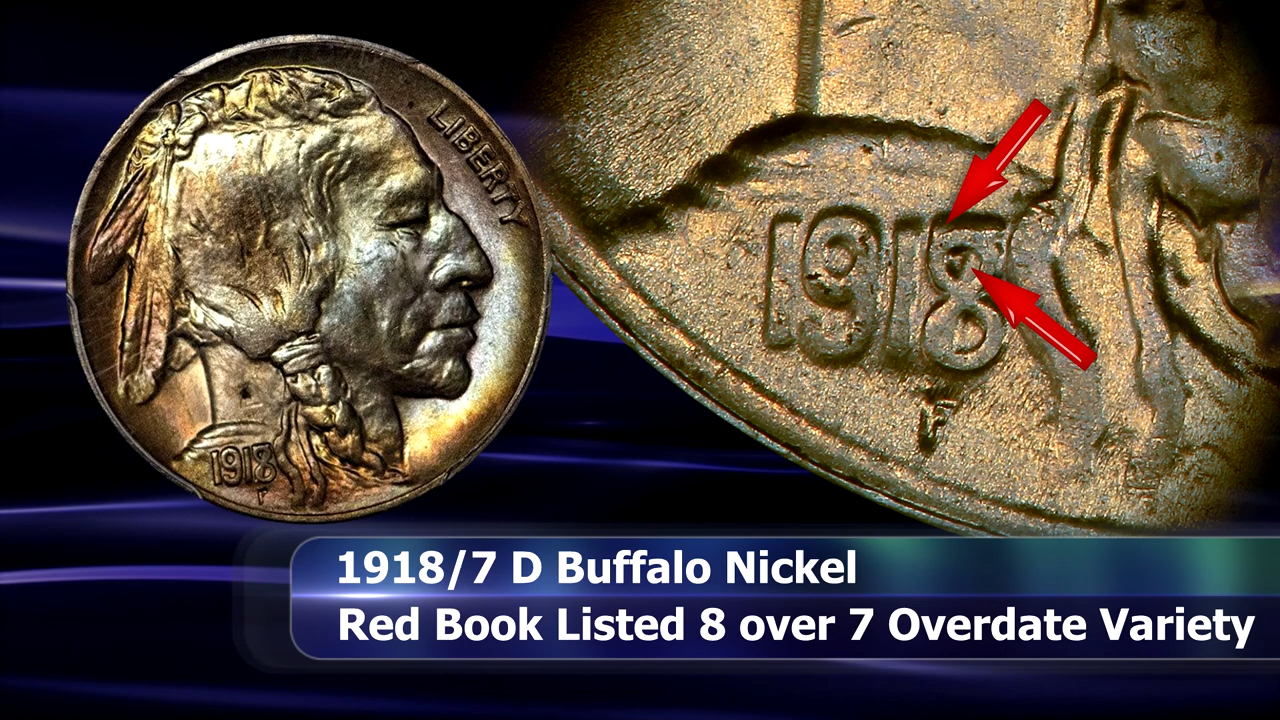 LIBERTY
1918
F
1918
F
1918/7 D Buffalo Nickel
Red Book Listed 8 over 7 Overdate Variety